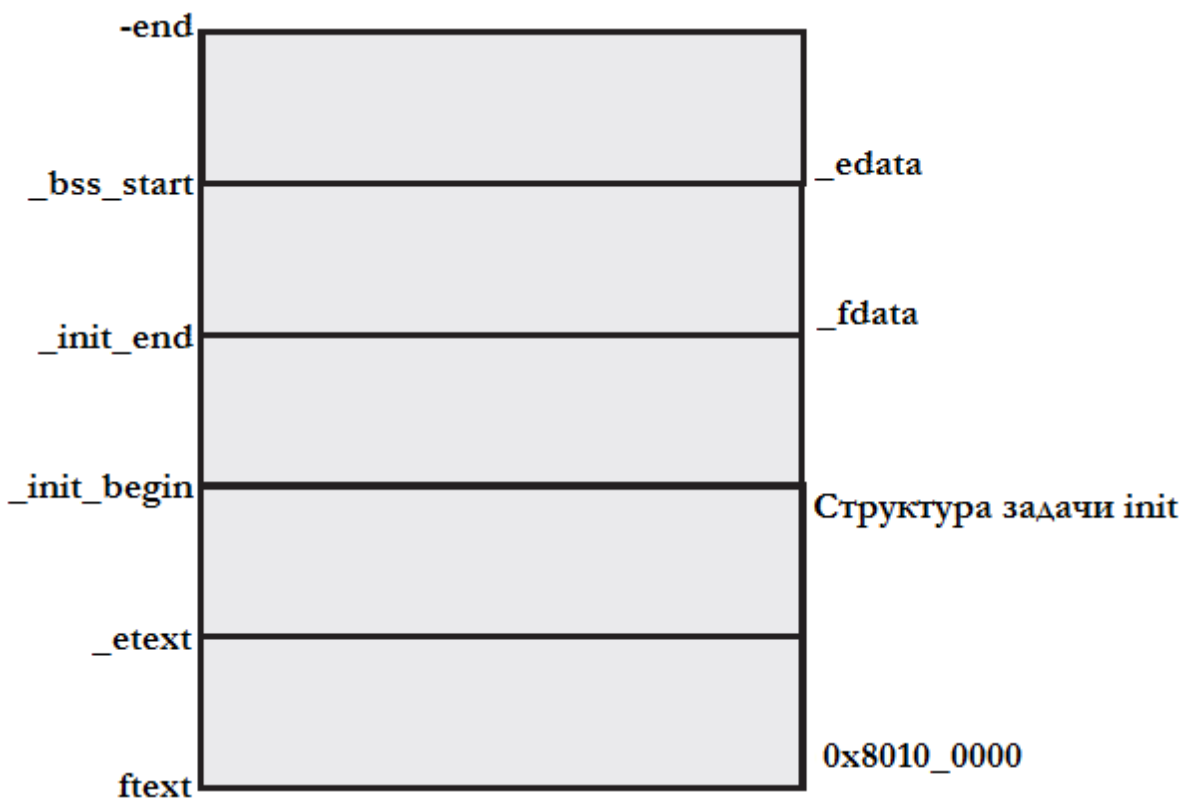 -end
_edata
_bss_start
_fdata
_init_end
_init_begin
Структура задачи init
_etext
0x8010_0000
ftext